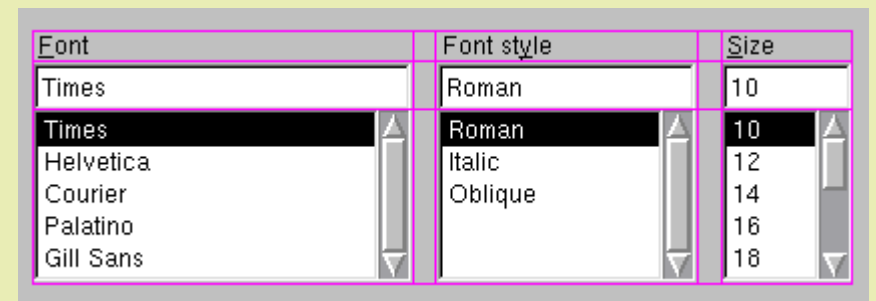 Font Font style Size
Times Roman 10
Times Roman 10
Helvetica Italic 12
Courier Oblique 14
Palatino 16
Gill Sans 18